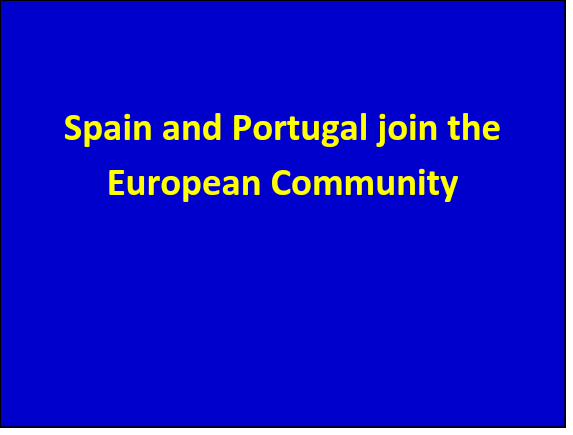 Spain and Portugal join the
European Community